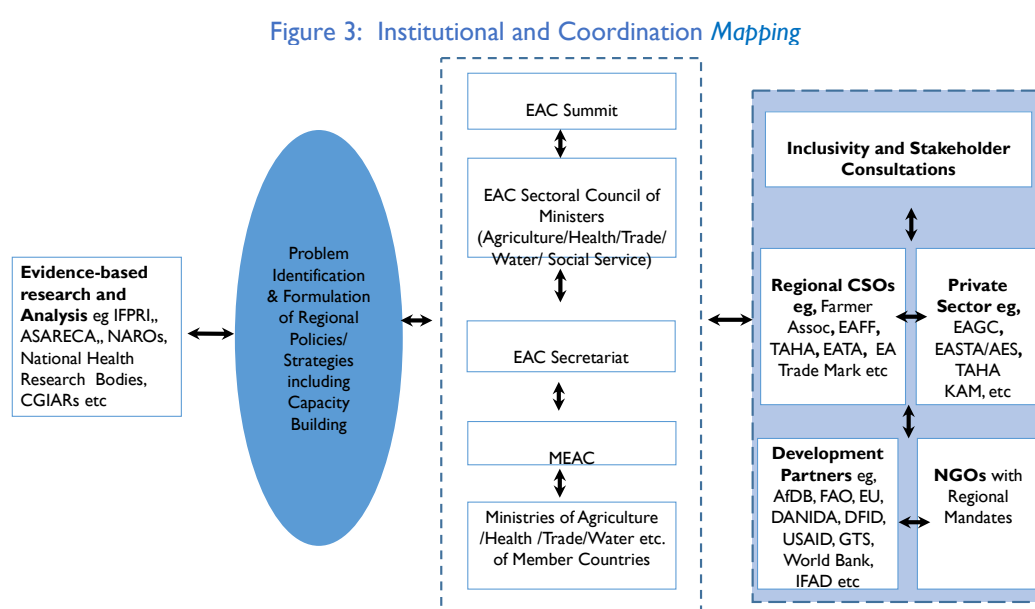 Figure 3: Institutional and Coordination Mapping
Evidence-based
research and
Analysis eg IFPRI,,
ASARECA,, NAROs,
National Health
Research Bodies,
CGIARs etc
Problem
Identification
& Formulation
of Regional
Policies/
Strategies
including
Capacity
Building
EAC Summit
EAC Sectoral Council of
Ministers
(Agriculture/Health/Trade/
Water/ Social Service)
EAC Secretariat
MEAC
Ministries of Agriculture
/Health /Trade/Water etc.
of Member Countries
Inclusivity and Stakeholder
Consultations
Regional CSOs
eg, Farmer
Assoc, EAFF,
TAHA, EATA, EA
Trade Mark etc
Private
Sector eg,
EAGC,
EASTA/AES,
TAHA
KAM, etc
Development
Partners eg,
AfDB, FAO, EU,
DANIDA, DFID,
USAID, GTS,
World Bank,
IFAD etc
NGOs with
Regional
Mandates